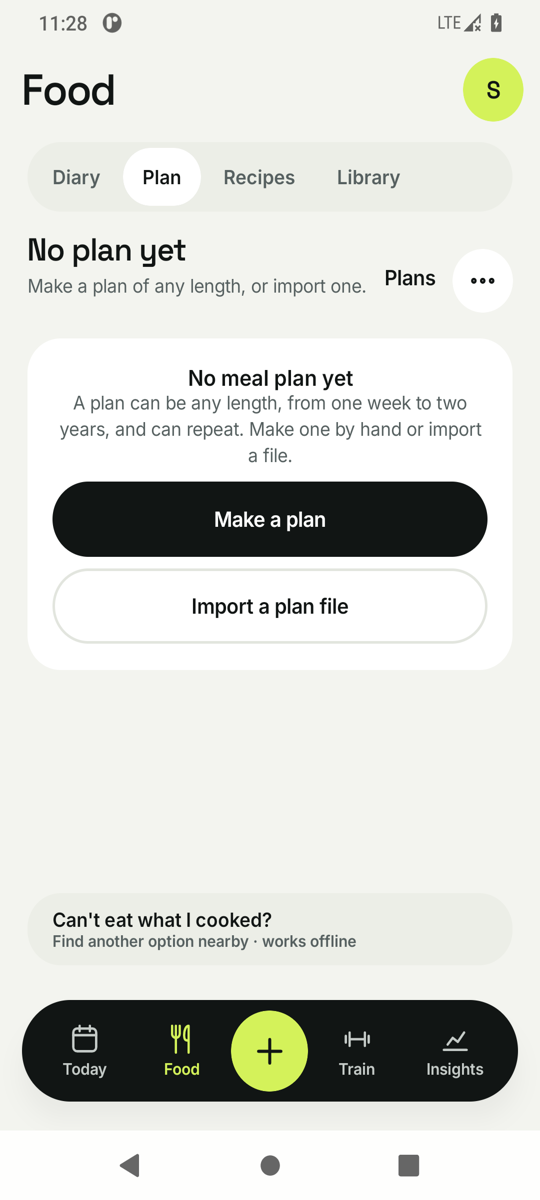 11:28
LTE
Food
S
Diary
Plan
Recipes
Library
No plan yet
Make a plan of any length, or import one.
Plans
No meal plan yet
A plan can be any length, from one week to two
years, and can repeat. Make one by hand or import
a file.
Make a plan
Import a plan file
Can't eat what I cooked?
Find another option nearby · works offline
Today
Food
Train
Insights